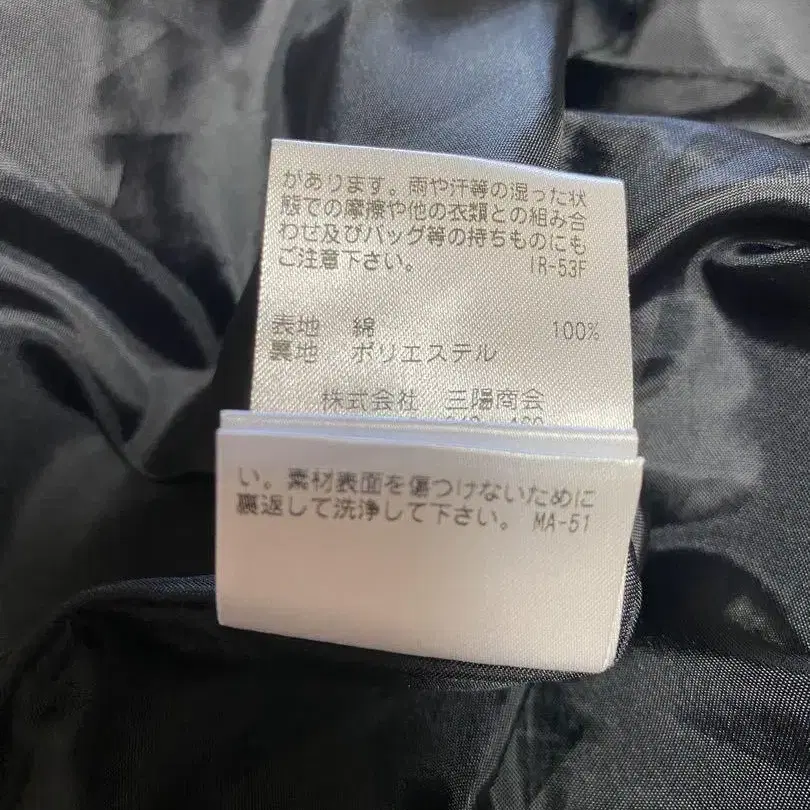 があります。雨や汗等の湿った状
態での摩擦や他の衣類との組み合
わせ及びバッグ等の持ちものにも
ご注意下さい。 IR-53F
表地 綿 100%
裏地 ポリエステル
株式会社 三陽商会
い。素材表面を傷つけないために
裏返して洗浄して下さい。 MA-51